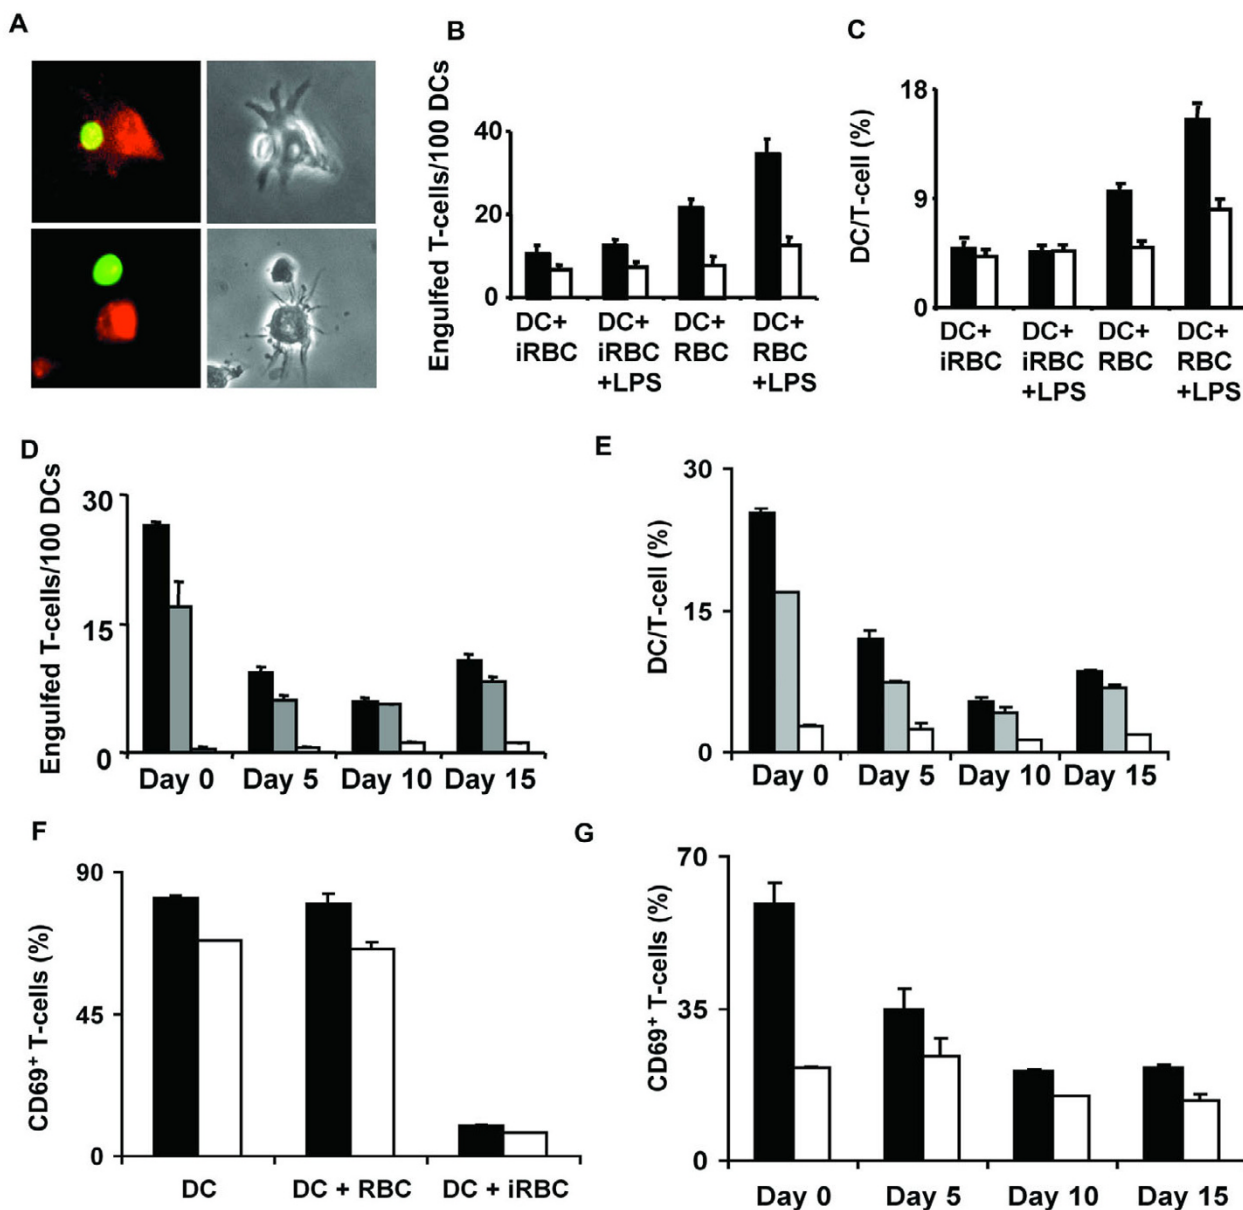 A
B
Engulfed T-cells/100 DCs
40
20
0
DC+
iRBC
DC+
iRBC
+LPS
DC+
RBC
DC+
RBC
+LPS
C
DC/T-cell (%)
18
9
0
DC+
iRBC
DC+
iRBC
+LPS
DC+
RBC
DC+
RBC
+LPS
D
Engulfed T-cells/100 DCs
30
15
0
Day 0 Day 5 Day 10 Day 15
E
DC/T-cell (%)
30
15
0
Day 0 Day 5 Day 10 Day 15
F
CD69⁺ T-cells (%)
90
45
0
DC DC + RBC DC + iRBC
G
CD69⁺ T-cells (%)
70
35
0
Day 0 Day 5 Day 10 Day 15